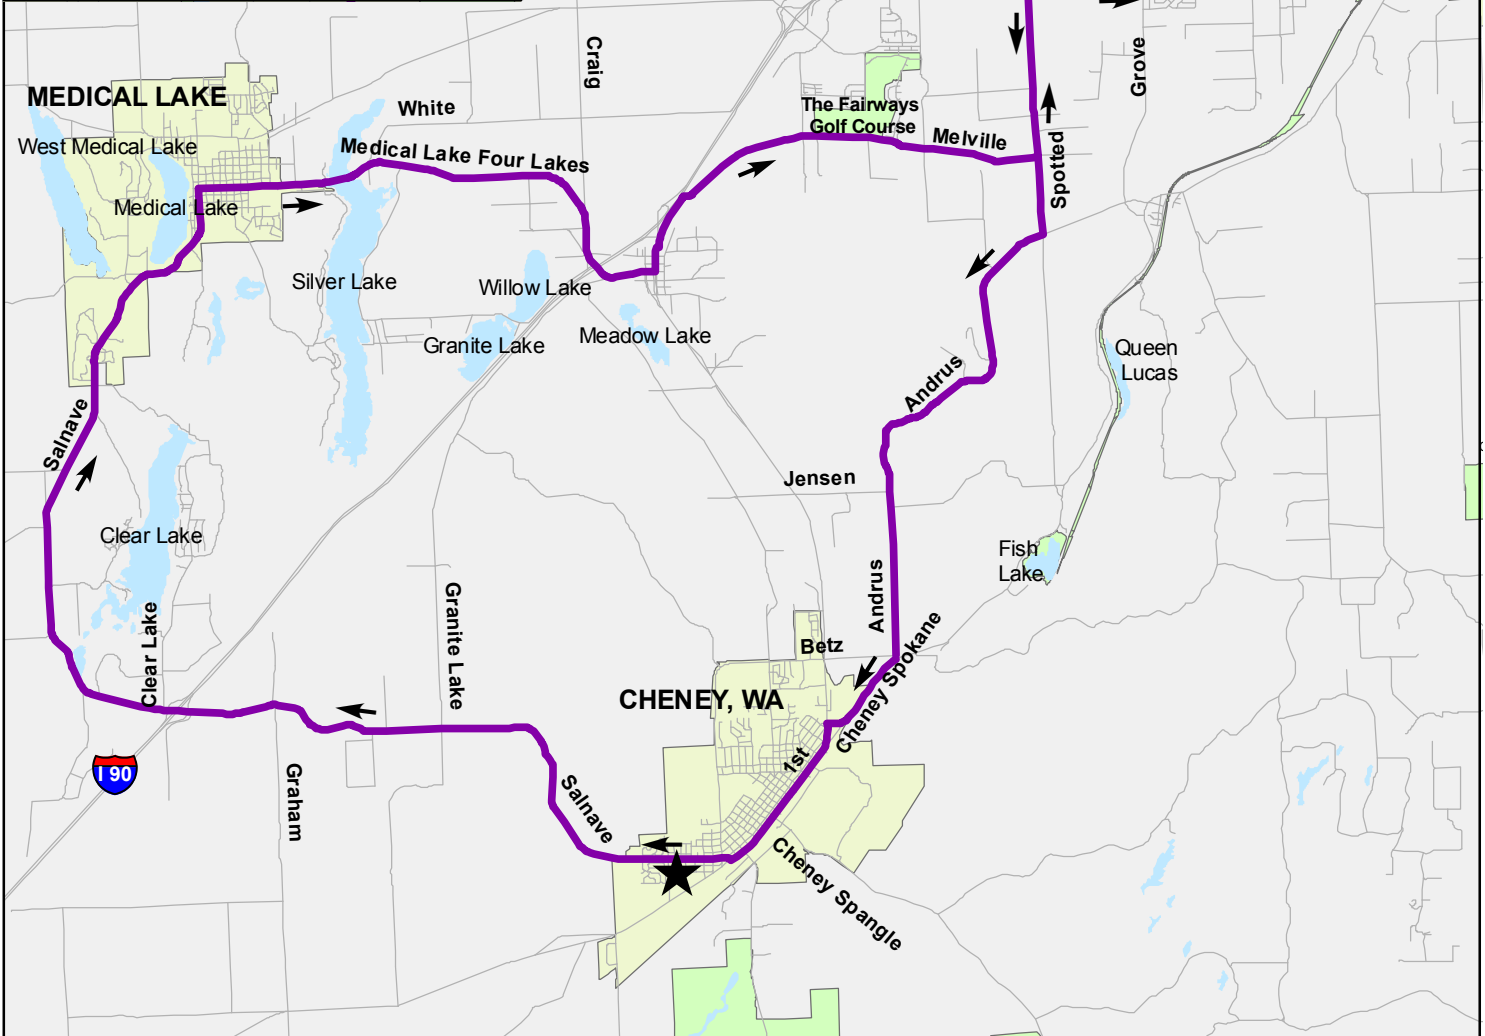 Craig
Grove
MEDICAL LAKE
White
The Fairways
Golf Course
Melville
West Medical Lake
Medical Lake Four Lakes
Spotted
Medical Lake
Silver Lake
Willow Lake
Granite Lake
Meadow Lake
Queen
Lucas
Andrus
Salnave
Jensen
Clear Lake
Fish
Lake
Andrus
Granite Lake
Clear Lake
Betz
Cheney Spokane
CHENEY, WA
1st
I 90
Graham
Salnave
Cheney Spangle